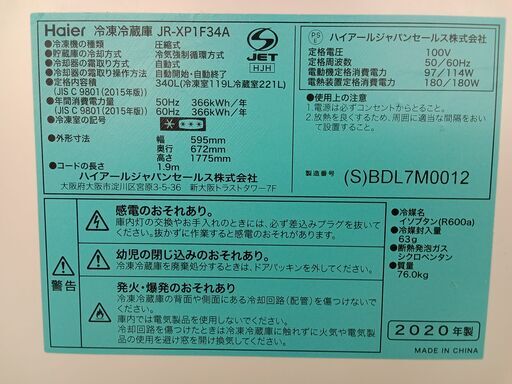 Haier 冷凍冷蔵庫 JR-XP1F34A
●冷凍機の種類 圧縮式
●貯蔵室の冷却方式 冷気強制循環方式
●冷却器の霜取り方式 自動式
●冷却器の霜取操作方法 自動開始・自動終了
●定格内容積 340L(冷凍室119L冷蔵室221L)
(JIS C 9801(2015年版))
●年間消費電力量 50Hz 366kWh/年
(JIS C 9801(2015年版)) 60Hz 366kWh/年
●冷凍室の記号
●外形寸法 幅 595mm
奥行 672mm
高さ 1775mm
●コードの長さ 1.9m
ハイアールジャパンセールス株式会社
大阪府大阪市淀川区宮原3-5-36 新大阪トラストタワー7F
S
JET
HJH
PS
E
ハイアールジャパンセールス株式会社
定格電圧 100V
定格周波数 50/60Hz
電動機定格消費電力 97/114W
電熱装置定格消費電力 180/180W
●使用上の注意
1.電源は必ずコンセントからとること。
2.放熱を良くするため、周囲に適当な間隔をおいて設置すること。
製造番号 (S)BDL7M0012
警告
感電のおそれあり。
庫内灯の交換やお手入れのときには、必ず差込みプラグを抜いてください。抜かずに作業すると感電のおそれがあります。
幼児の閉じ込めのおそれあり。
冷凍冷蔵庫を廃棄処分するときは、ドアパッキンを外してください。
発火・爆発のおそれあり。
冷凍冷蔵庫の背面や側面にある冷却回路(配管)を傷つけないでください。
庫内では電気製品を使用しないでください。
冷却回路を傷つけたときは冷凍冷蔵庫に触れずに火気や電気製品の使用を避け窓を開け換気してください。
●冷媒名
イソブタン(R600a)
●冷媒封入量
63g
●断熱発泡ガス
シクロペンタン
●質量
76.0kg
2020年製
MADE IN CHINA